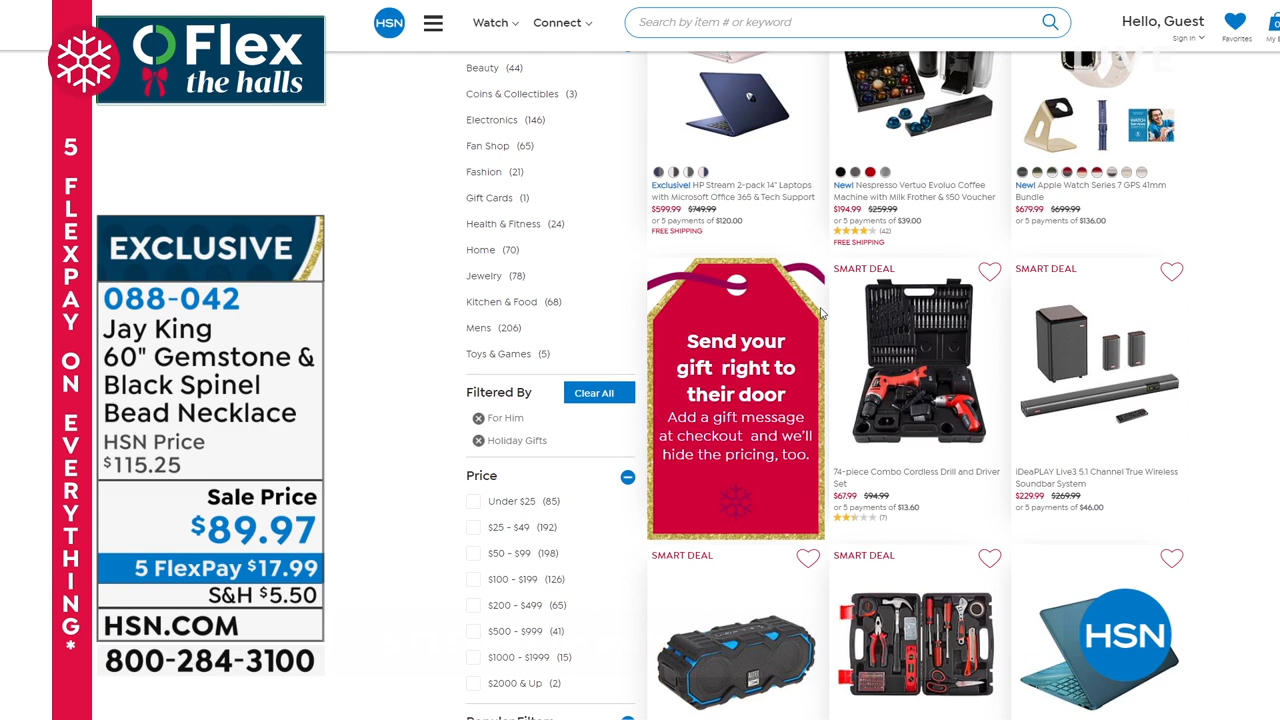 Flex
the halls
5 FLEXPAY ON EVERYTHING*
EXCLUSIVE
088-042
Jay King
60" Gemstone &
Black Spinel
Bead Necklace
HSN Price
$115.25
Sale Price
$89.97
5 FlexPay $17.99
S&H $5.50
HSN.COM
800-284-3100
HSN
Watch
Connect
Search by item # or keyword
Hello, Guest
Sign In
Favorites
0
LIVE
Beauty (44)
Coins & Collectibles (3)
Electronics (146)
Fan Shop (65)
Fashion (21)
Gift Cards (1)
Health & Fitness (24)
Home (70)
Jewelry (78)
Kitchen & Food (68)
Mens (206)
Toys & Games (5)
Filtered By
Clear All
For Him
Holiday Gifts
Price
Under $25 (85)
$25 - $49 (192)
$50 - $99 (198)
$100 - $199 (126)
$200 - $499 (65)
$500 - $999 (41)
$1000 - $1999 (15)
$2000 & Up (2)
Exclusive! HP Stream 2-pack 14" Laptops
with Microsoft Office 365 & Tech Support
$599.99 $749.99
or 5 payments of $120.00
FREE SHIPPING
New! Nespresso Vertuo Evoluo Coffee
Machine with Milk Frother & $50 Voucher
$194.99 $259.99
or 5 payments of $39.00
(42)
FREE SHIPPING
New! Apple Watch Series 7 GPS 41mm
Bundle
$679.99 $699.99
or 5 payments of $136.00
Send your
gift right to
their door
Add a gift message
at checkout and we'll
hide the pricing, too.
SMART DEAL
74-piece Combo Cordless Drill and Driver
Set
$67.99 $94.99
or 5 payments of $13.60
(7)
SMART DEAL
iDeaPLAY Live3 5.1 Channel True Wireless
Soundbar System
$229.99 $269.99
or 5 payments of $46.00
SMART DEAL
SMART DEAL
HSN